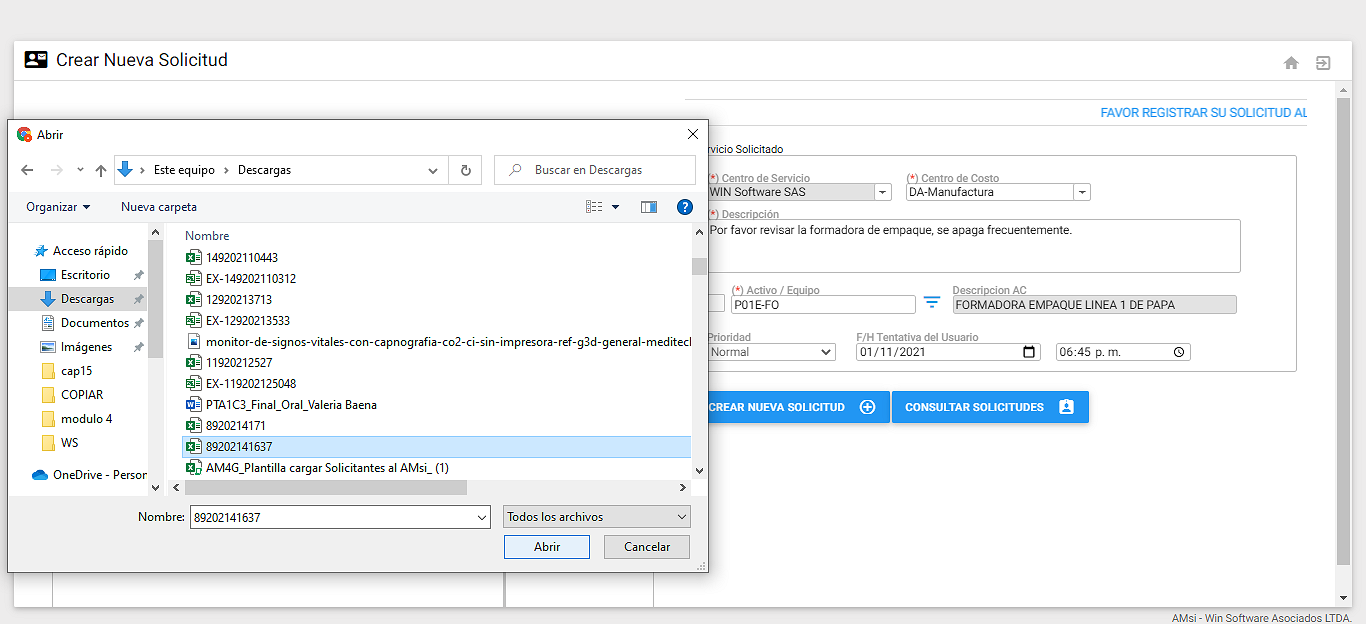 Crear Nueva Solicitud
FAVOR REGISTRAR SU SOLICITUD AL
Abrir
Este equipo
Descargas
Buscar en Descargas
Organizar
Nueva carpeta
?
Acceso rápido
Escritorio
Descargas
Documentos
Imágenes
cap15
COPIAR
modulo 4
WS
OneDrive - Person
Nombre
149202110443
EX-149202110312
12920213713
EX-12920213533
monitor-de-signos-vitales-con-capnografia-co2-ci-sin-impresora-ref-g3d-general-meditecl
11920212527
EX-119202125048
PTA1C3_Final_Oral_Valeria Baena
8920214171
89202141637
AM4G_Plantilla cargar Solicitantes al AMsi_ (1)
Nombre: 89202141637
Todos los archivos
Abrir
Cancelar
rvicio Solicitado
(*) Centro de Servicio
WIN Software SAS
(*) Centro de Costo
DA-Manufactura
(*) Descripción
Por favor revisar la formadora de empaque, se apaga frecuentemente.
(*) Activo / Equipo
P01E-FO
Descripcion AC
FORMADORA EMPAQUE LINEA 1 DE PAPA
Prioridad
Normal
F/H Tentativa del Usuario
01/11/2021
06:45 p. m.
CREAR NUEVA SOLICITUD
CONSULTAR SOLICITUDES
AMsi - Win Software Asociados LTDA.